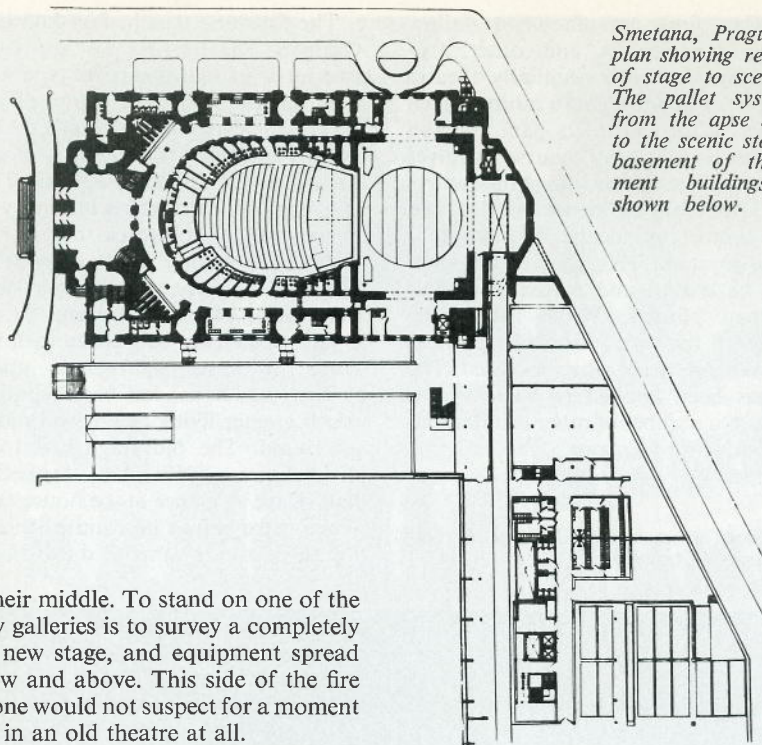 Smetana, Pragu
plan showing re
of stage to sce
The pallet sys
from the apse
to the scenic sto
basement of th
ment buildings
shown below.
heir middle. To stand on one of the
galleries is to survey a completely
new stage, and equipment spread
w and above. This side of the fire
one would not suspect for a moment
in an old theatre at all.